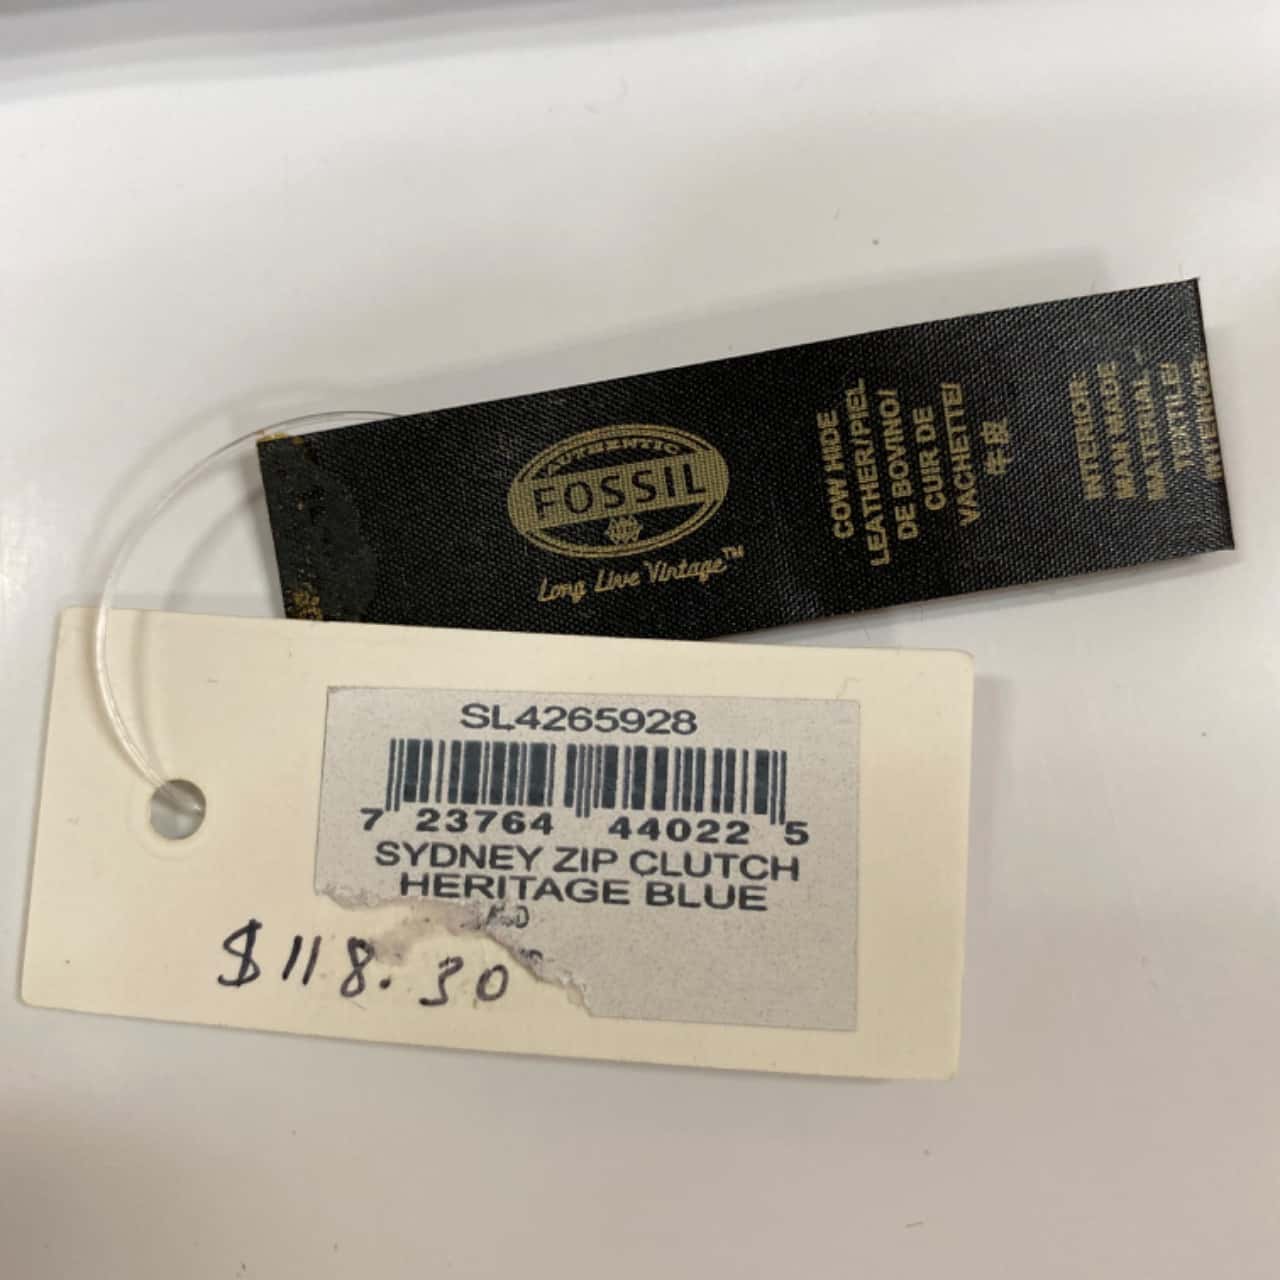 AUTHENTIC
FOSSIL
Long Live Vintage™
COW HIDE
LEATHER/PIEL
DE BOVINO/
CUIR DE
VACHETTE/
牛皮
INTERIOR
MAN MADE
MATERIAL
TEXTILE/
INTERIOR:
SL4265928
7 23764 44022 5
SYDNEY ZIP CLUTCH
HERITAGE BLUE
$118.30